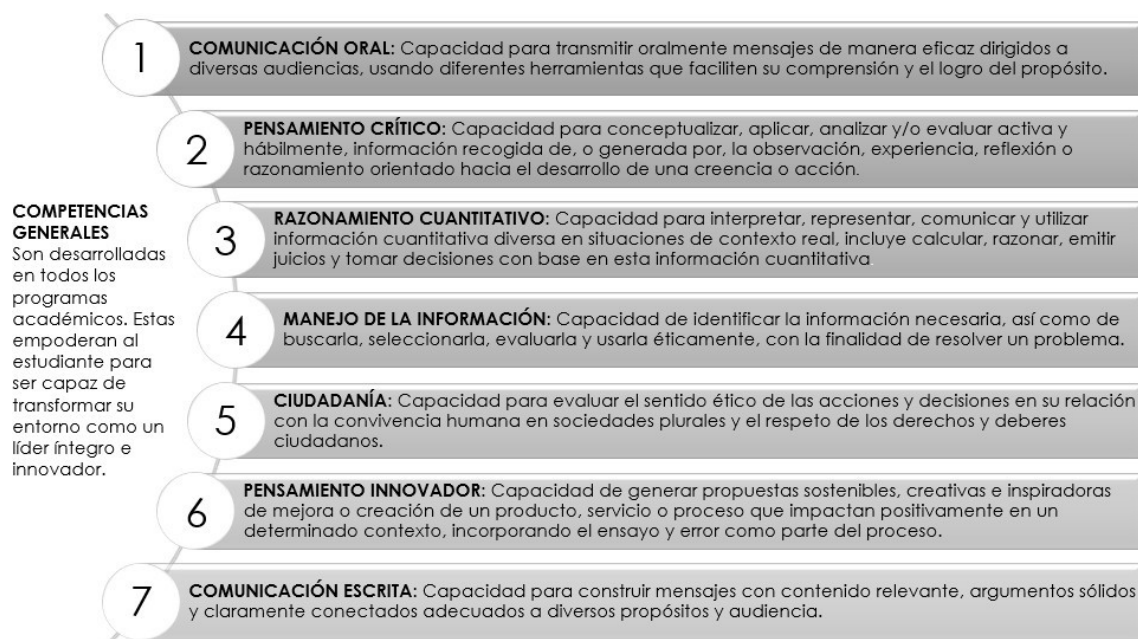 1
COMUNICACIÓN ORAL: Capacidad para transmitir oralmente mensajes de manera eficaz dirigidos a
diversas audiencias, usando diferentes herramientas que faciliten su comprensión y el logro del propósito.
2
PENSAMIENTO CRÍTICO: Capacidad para conceptualizar, aplicar, analizar y/o evaluar activa y
hábilmente, información recogida de, o generada por, la observación, experiencia, reflexión o
razonamiento orientado hacia el desarrollo de una creencia o acción.
COMPETENCIAS
GENERALES
Son desarrolladas
en todos los
programas
académicos. Estas
empoderan al
estudiante para
ser capaz de
transformar su
entorno como un
líder íntegro e
innovador.
3
RAZONAMIENTO CUANTITATIVO: Capacidad para interpretar, representar, comunicar y utilizar
información cuantitativa diversa en situaciones de contexto real, incluye calcular, razonar, emitir
juicios y tomar decisiones con base en esta información cuantitativa.
4
MANEJO DE LA INFORMACIÓN: Capacidad de identificar la información necesaria, así como de
buscarla, seleccionarla, evaluarla y usarla éticamente, con la finalidad de resolver un problema.
5
CIUDADANÍA: Capacidad para evaluar el sentido ético de las acciones y decisiones en su relación
con la convivencia humana en sociedades plurales y el respeto de los derechos y deberes
ciudadanos.
6
PENSAMIENTO INNOVADOR: Capacidad de generar propuestas sostenibles, creativas e inspiradoras
de mejora o creación de un producto, servicio o proceso que impactan positivamente en un
determinado contexto, incorporando el ensayo y error como parte del proceso.
7
COMUNICACIÓN ESCRITA: Capacidad para construir mensajes con contenido relevante, argumentos sólidos
y claramente conectados adecuados a diversos propósitos y audiencia.